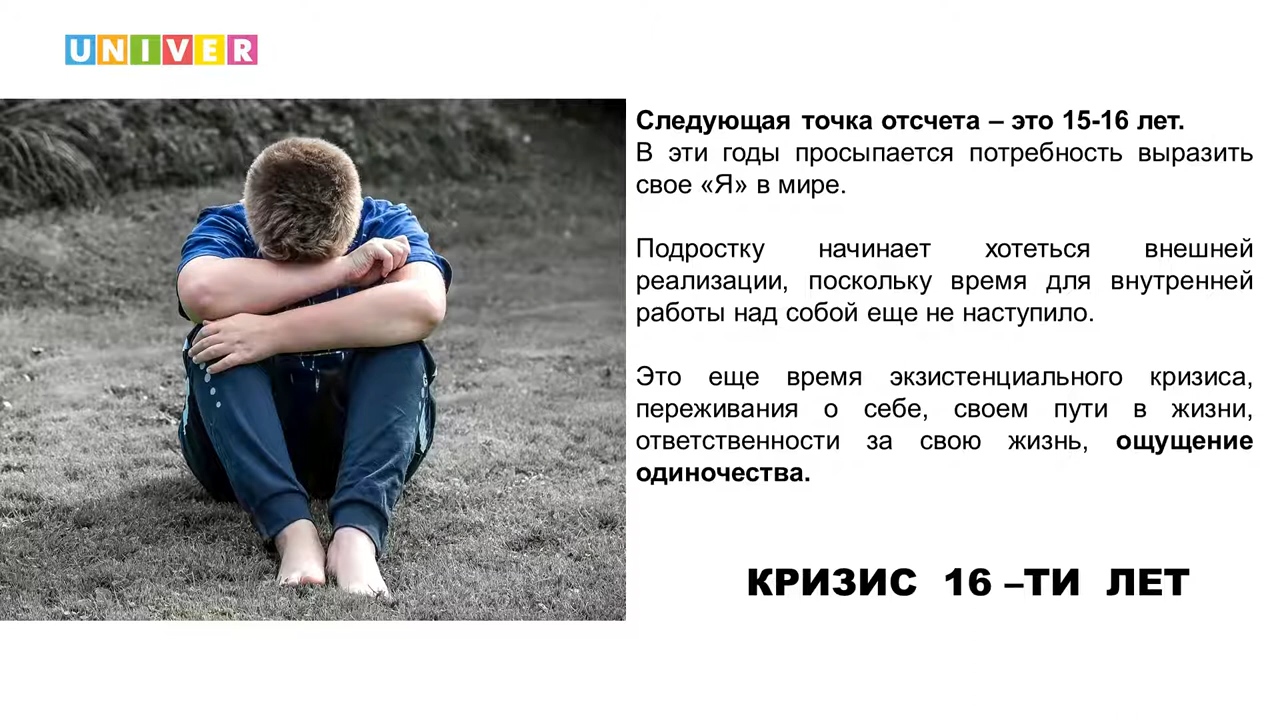 UNIVER
Следующая точка отсчета – это 15-16 лет.
В эти годы просыпается потребность выразить
свое «Я» в мире.
Подростку начинает хотеться внешней
реализации, поскольку время для внутренней
работы над собой еще не наступило.
Это еще время экзистенциального кризиса,
переживания о себе, своем пути в жизни,
ответственности за свою жизнь, ощущение
одиночества.
КРИЗИС 16 –ТИ ЛЕТ